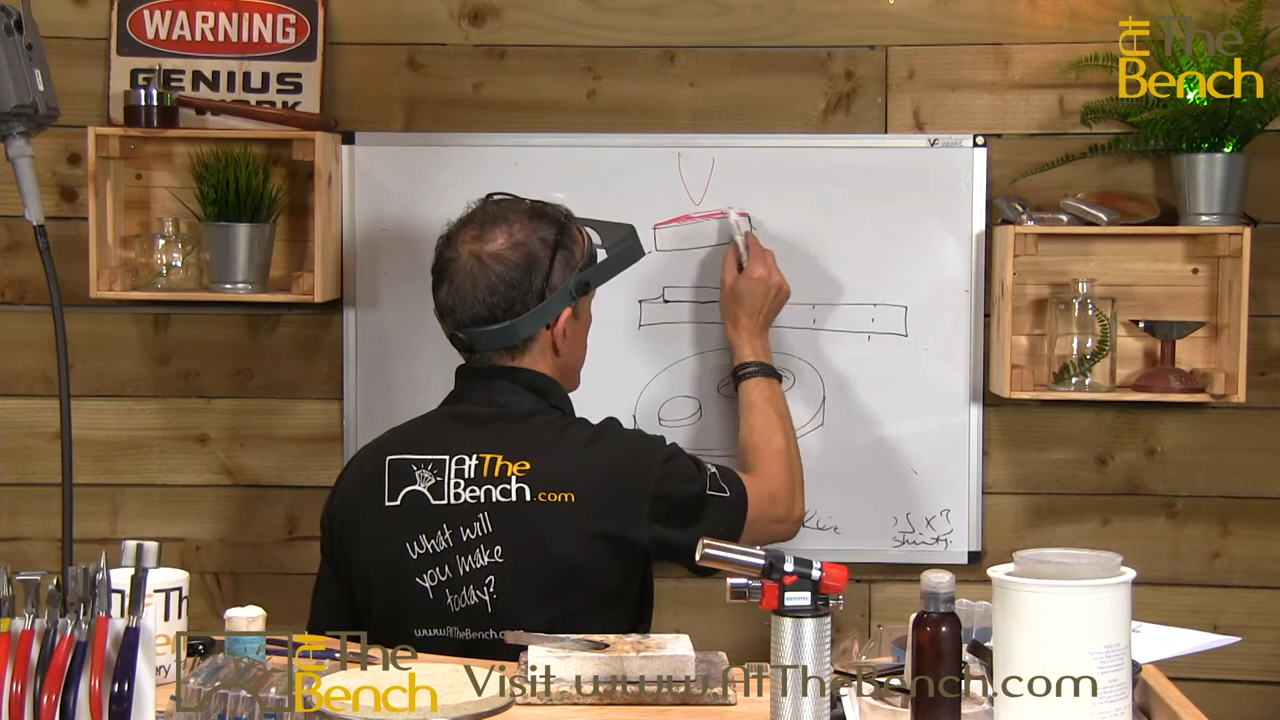 WARNING
GENIUS
WORK
At The
Bench
V
AtThe
Bench.com
What will
you make
today?
www.AtTheBench.com
At The
Bench
Visit www.AtTheBench.com